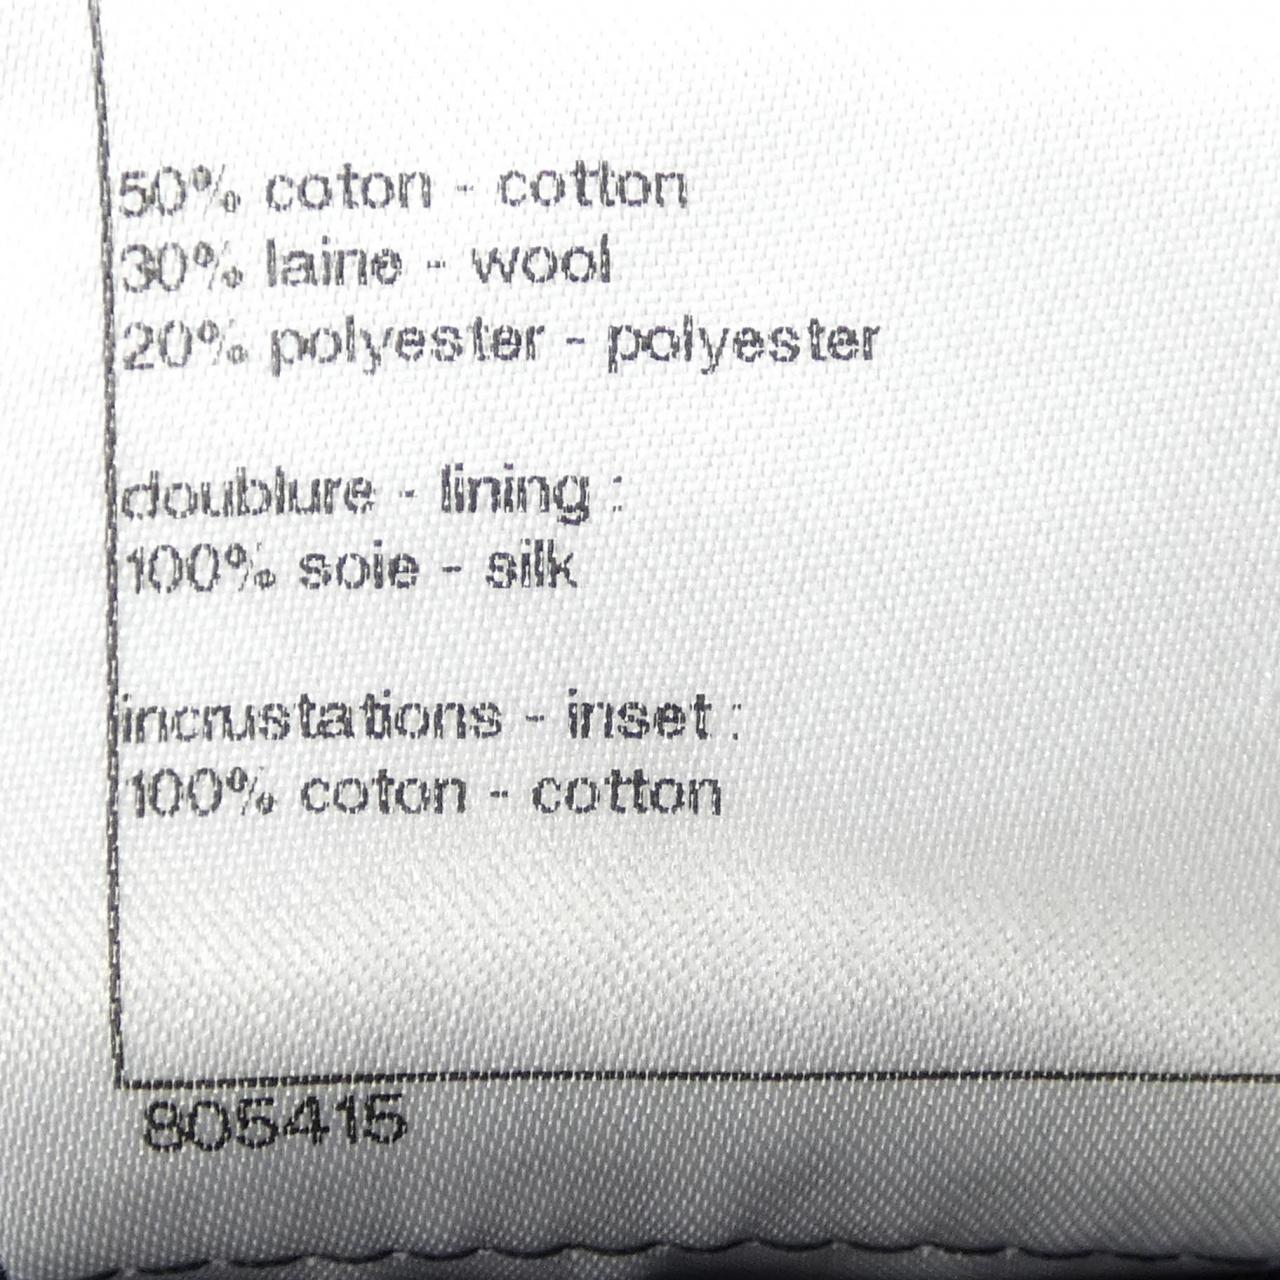 50% coton - cotton
30% laine - wool
20% polyester - polyester
doublure - lining :
100% soie - silk
incrustations - inset :
100% coton - cotton
805415